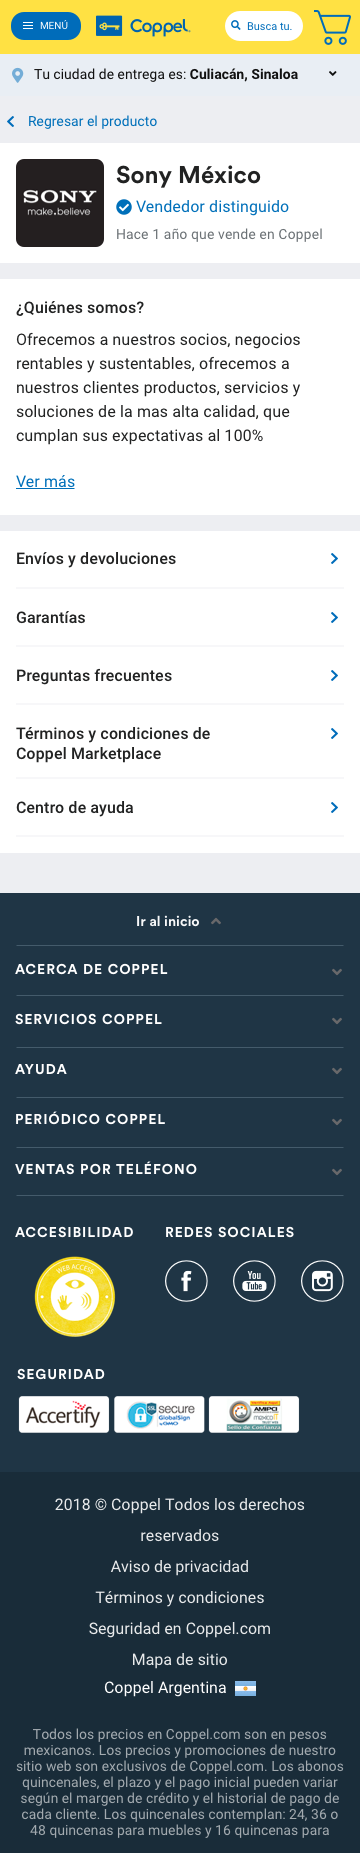 MENÚ
Coppel.
Busca tu.
Tu ciudad de entrega es: Culiacán, Sinaloa
Regresar el producto
SONY
make.believe
Sony México
Vendedor distinguido
Hace 1 año que vende en Coppel
¿Quiénes somos?
Ofrecemos a nuestros socios, negocios
rentables y sustentables, ofrecemos a
nuestros clientes productos, servicios y
soluciones de la mas alta calidad, que
cumplan sus expectativas al 100%
Ver más
Envíos y devoluciones
Garantías
Preguntas frecuentes
Términos y condiciones de
Coppel Marketplace
Centro de ayuda
Ir al inicio
ACERCA DE COPPEL
SERVICIOS COPPEL
AYUDA
PERIÓDICO COPPEL
VENTAS POR TELÉFONO
ACCESIBILIDAD
REDES SOCIALES
WEB ACCESS
f
You
Tube
SEGURIDAD
Accertify
SSL
secure
GlobalSign
by GMO
AMIPCI
MEXICO IT
Sello de Confianza
2018 © Coppel Todos los derechos
reservados
Aviso de privacidad
Términos y condiciones
Seguridad en Coppel.com
Mapa de sitio
Coppel Argentina
Todos los precios en Coppel.com son en pesos
mexicanos. Los precios y promociones de nuestro
sitio web son exclusivos de Coppel.com. Los abonos
quincenales, el plazo y el pago inicial pueden variar
según el margen de crédito y el historial de pago de
cada cliente. Los quincenales contemplan: 24, 36 o
48 quincenas para muebles y 16 quincenas para